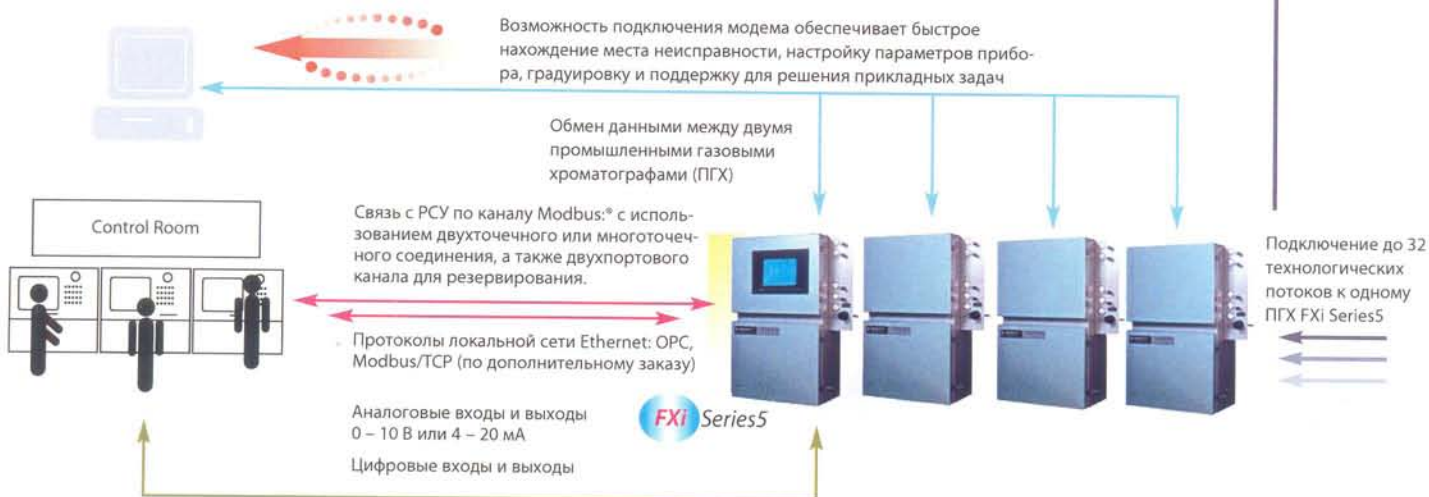 Возможность подключения модема обеспечивает быстрое
нахождение места неисправности, настройку параметров прибо-
ра, градуировку и поддержку для решения прикладных задач
Обмен данными между двумя
промышленными газовыми
хроматографами (ПГХ)
Control Room
Связь с РСУ по каналу Modbus:® с исполь-
зованием двухточечного или многоточеч-
ного соединения, а также двухпортового
канала для резервирования.
Подключение до 32
технологических
потоков к одному
ПГХ FXi Series5
Протоколы локальной сети Ethernet: OPC,
Modbus/TCP (по дополнительному заказу)
Аналоговые входы и выходы
0 – 10 В или 4 – 20 мА
FXi Series5
Цифровые входы и выходы